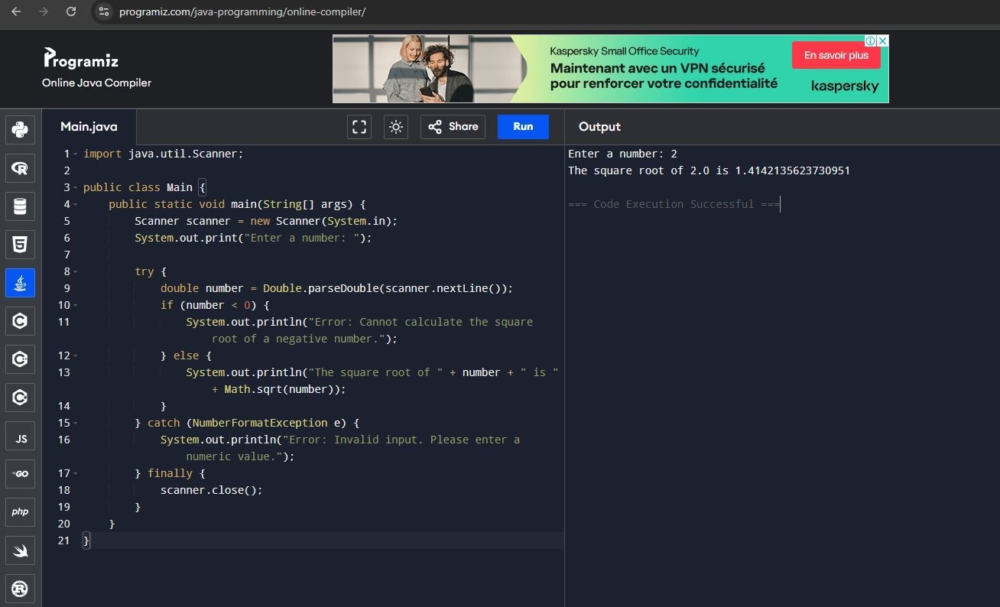 programiz.com/java-programming/online-compiler/
Programiz
Online Java Compiler
Kaspersky Small Office Security
Maintenant avec un VPN sécurisé
pour renforcer votre confidentialité
En savoir plus
kaspersky
Main.java
Share
Run
Output
1 import java.util.Scanner;
2
3 public class Main {
4 public static void main(String[] args) {
5 Scanner scanner = new Scanner(System.in);
6 System.out.print("Enter a number: ");
7
8 try {
9 double number = Double.parseDouble(scanner.nextLine());
10 if (number < 0) {
11 System.out.println("Error: Cannot calculate the square
root of a negative number.");
12 } else {
13 System.out.println("The square root of " + number + " is "
+ Math.sqrt(number));
14 }
15 } catch (NumberFormatException e) {
16 System.out.println("Error: Invalid input. Please enter a
numeric value.");
17 } finally {
18 scanner.close();
19 }
20 }
21 }
Enter a number: 2
The square root of 2.0 is 1.4142135623730951
=== Code Execution Successful ===
R
5
C
C
C
JS
GO
php
R